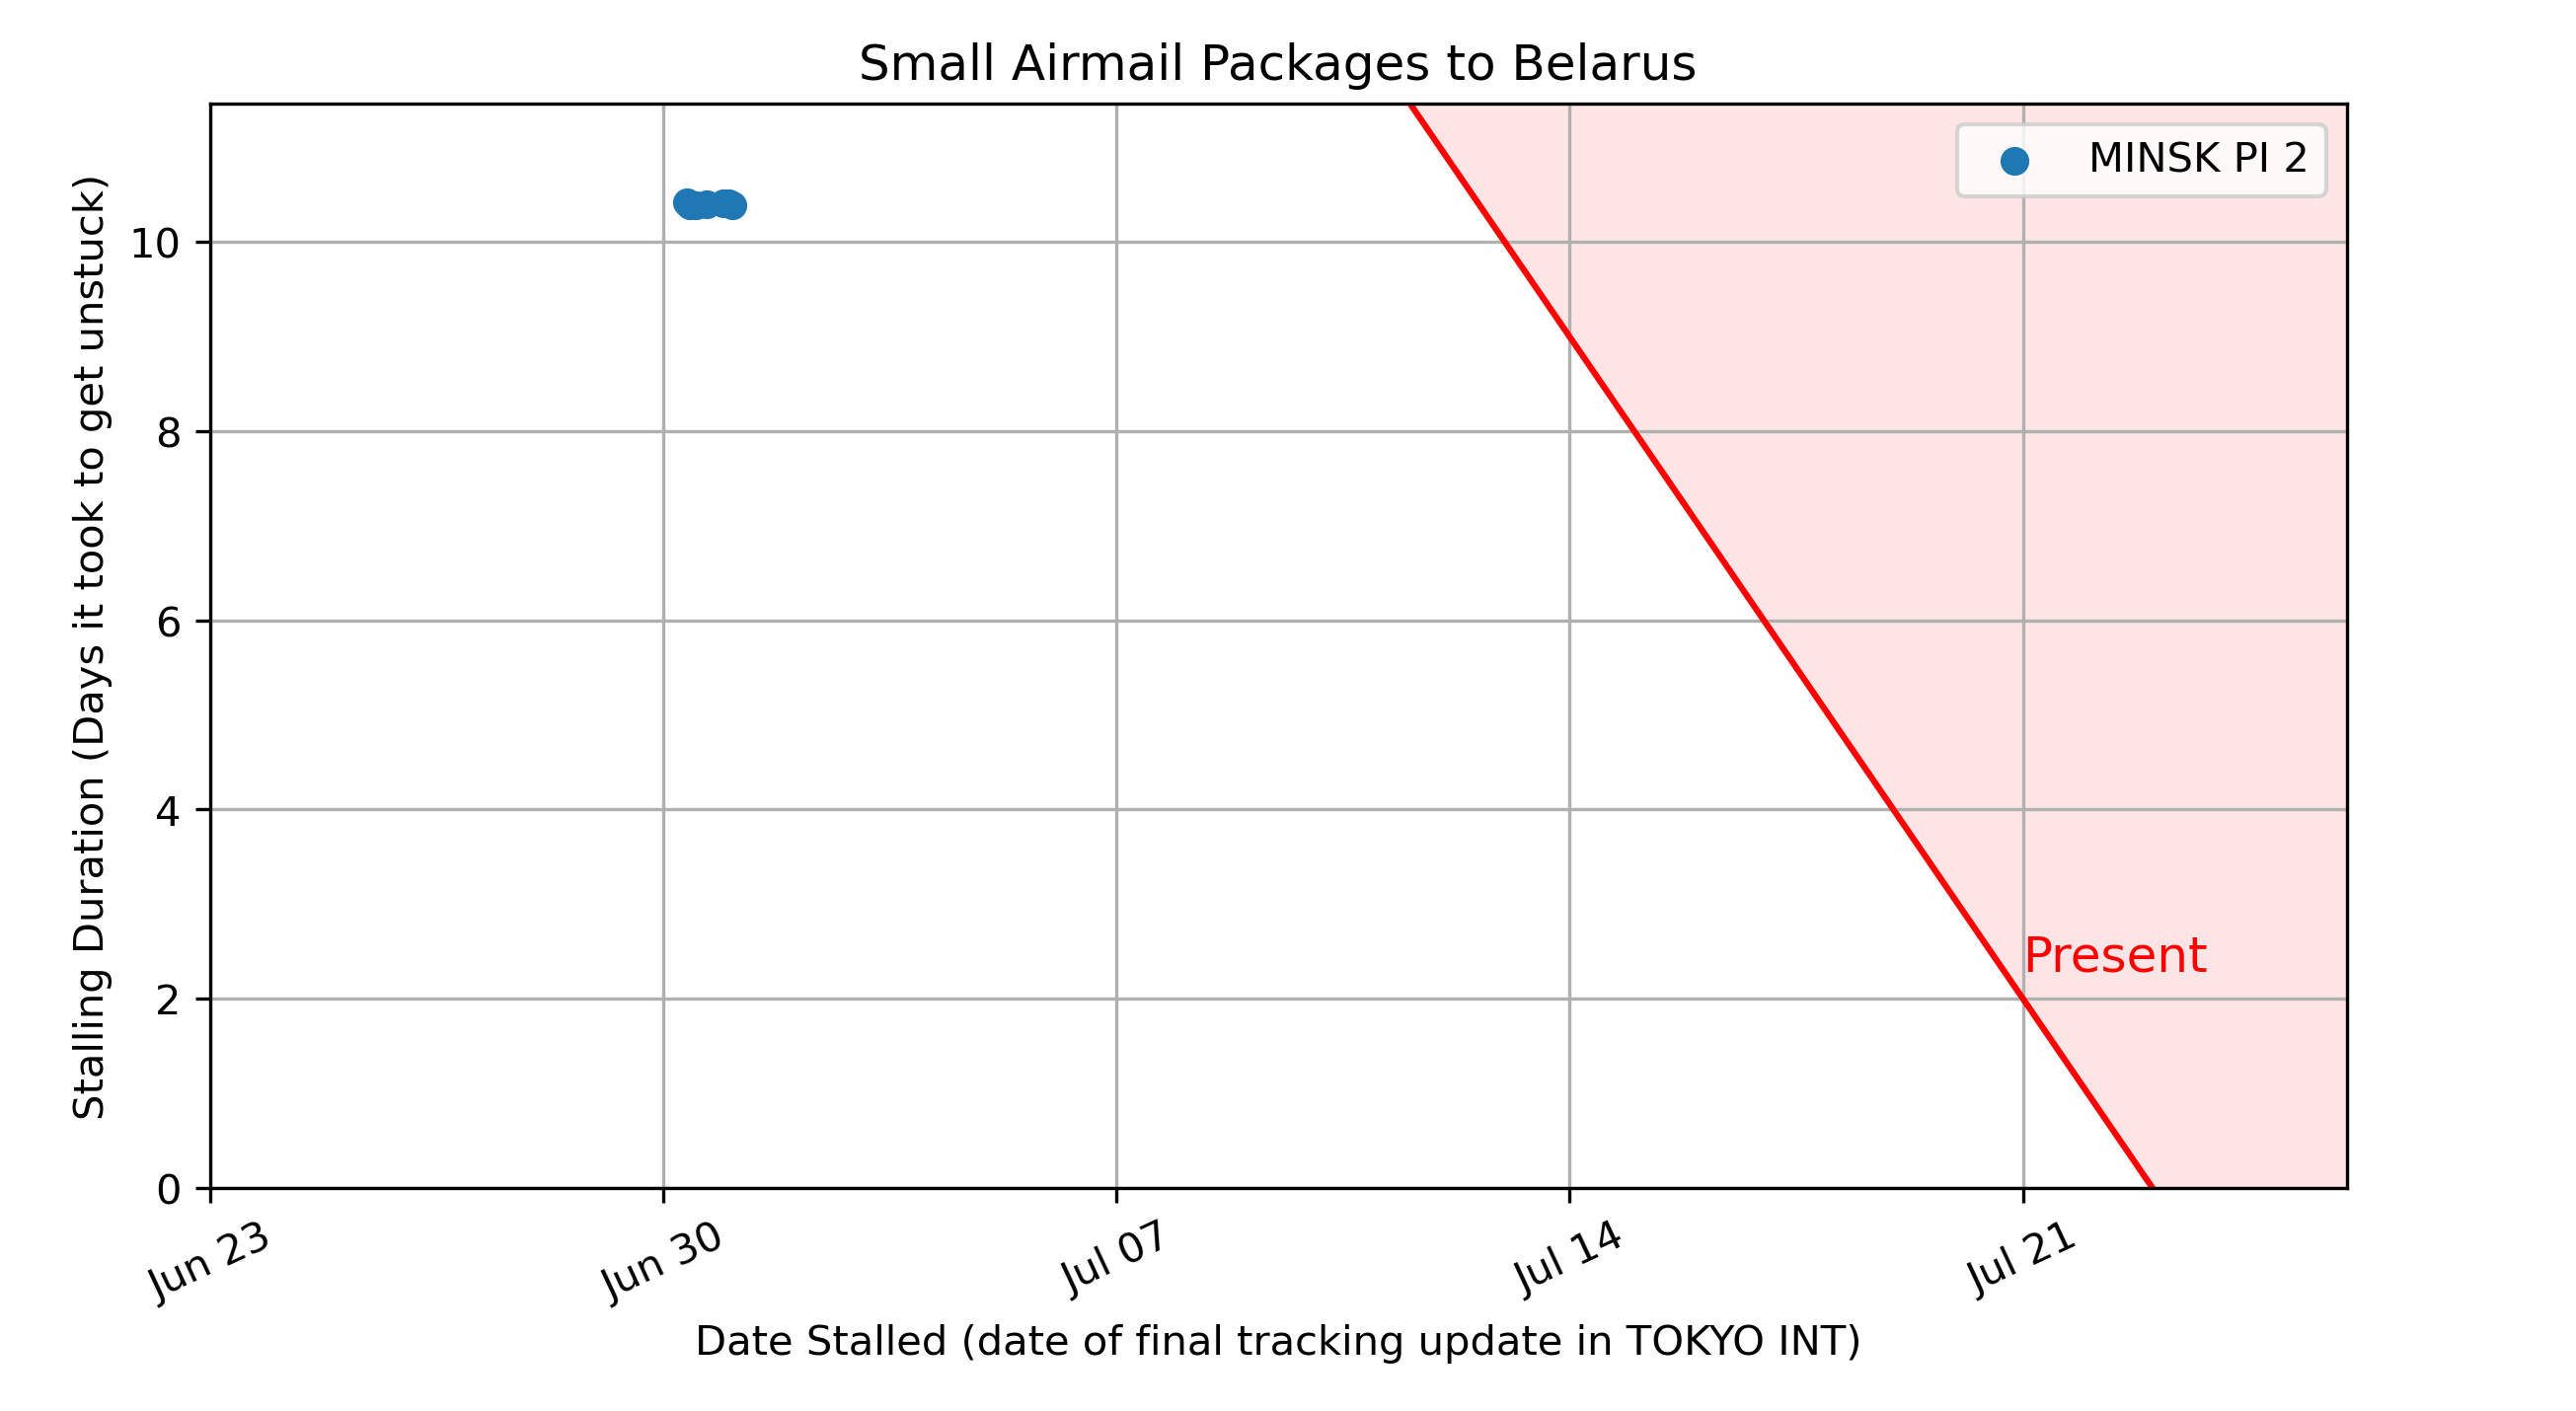 Small Airmail Packages to Belarus
MINSK PI 2
Stalling Duration (Days it took to get unstuck)
10
8
6
4
2
0
Present
Jun 23
Jun 30
Jul 07
Jul 14
Jul 21
Date Stalled (date of final tracking update in TOKYO INT)